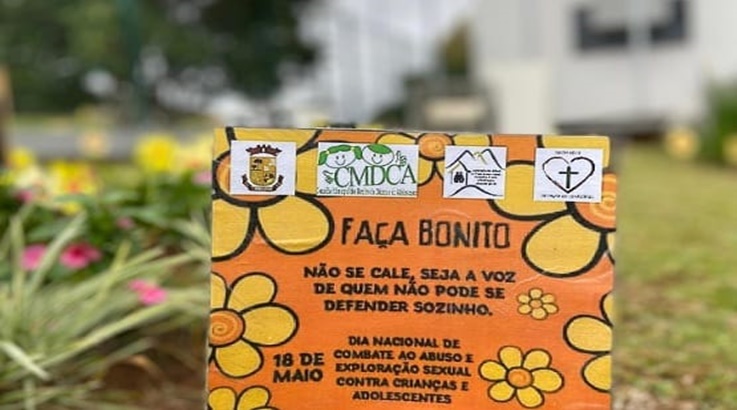 CMDCA
FAÇA BONITO
NÃO SE CALE, SEJA A VOZ
DE QUEM NÃO PODE SE
DEFENDER SOZINHO.
18 DE
MAIO
DIA NACIONAL DE
COMBATE AO ABUSO E
EXPLORAÇÃO SEXUAL
CONTRA CRIANÇAS E
ADOLESCENTES